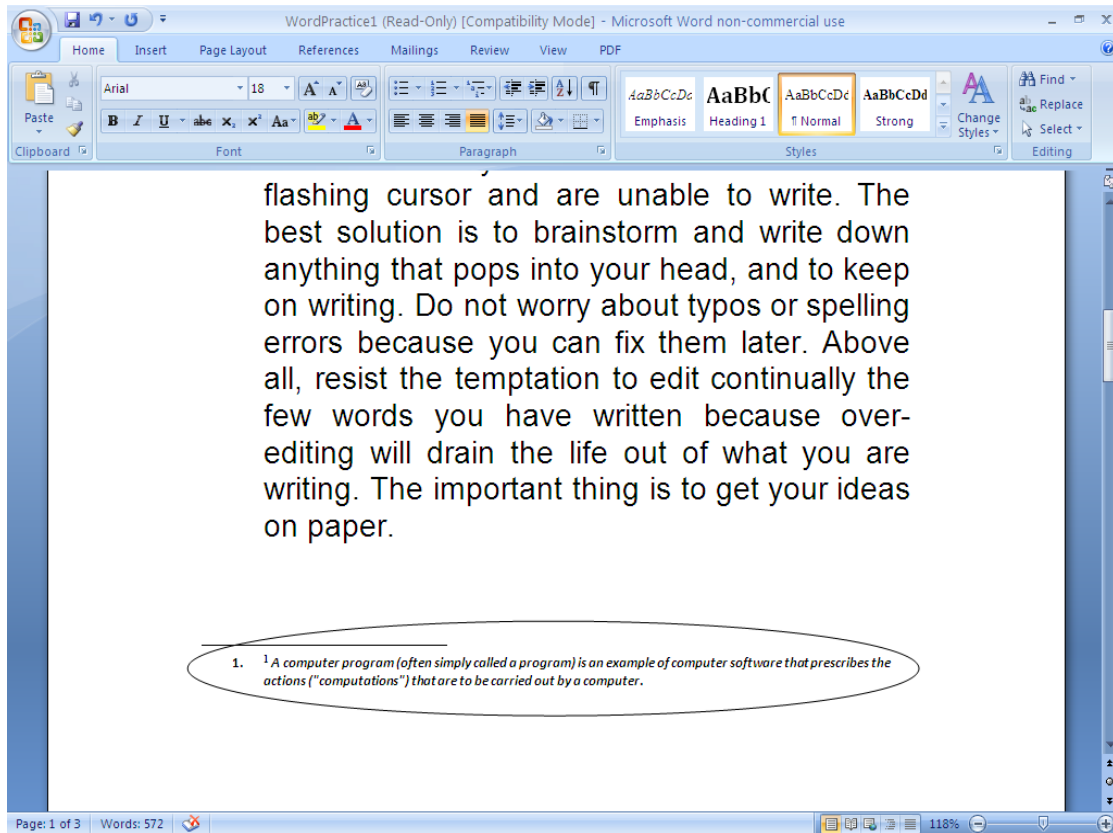 WordPractice1 (Read-Only) [Compatibility Mode] - Microsoft Word non-commercial use
Home Insert Page Layout References Mailings Review View PDF
Arial 18 Find
AaBbCcDc AaBbC AaBbCcDd AaBbCcDd
Replace
Paste Emphasis Heading 1 ¶ Normal Strong Change Styles Select
B I U abc X₂ X² Aa ab A
Clipboard Font Paragraph Styles Editing
flashing cursor and are unable to write. The
best solution is to brainstorm and write down
anything that pops into your head, and to keep
on writing. Do not worry about typos or spelling
errors because you can fix them later. Above
all, resist the temptation to edit continually the
few words you have written because over-
editing will drain the life out of what you are
writing. The important thing is to get your ideas
on paper.
1. ¹ A computer program (often simply called a program) is an example of computer software that prescribes the
actions ("computations") that are to be carried out by a computer.
Page: 1 of 3 Words: 572 118%